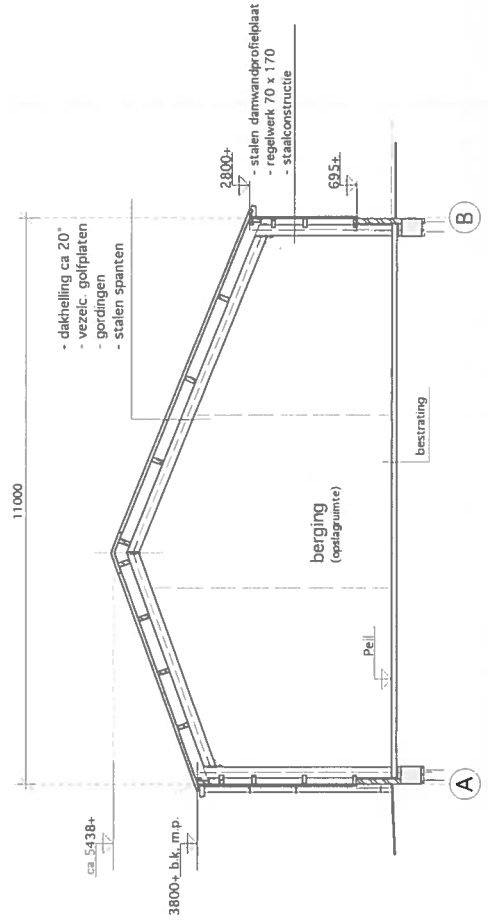 11000
- dakhelling ca 20°
- vezelc. golfplaten
- gordingen
- stalen spanten
ca 5438+
3800+ b.k. m.p.
2800+
- stalen damwandprofielplaat
- regelwerk 70 x 170
- staalconstructie
695+
berging
(opslagruimte)
Peil
bestrating
A
B